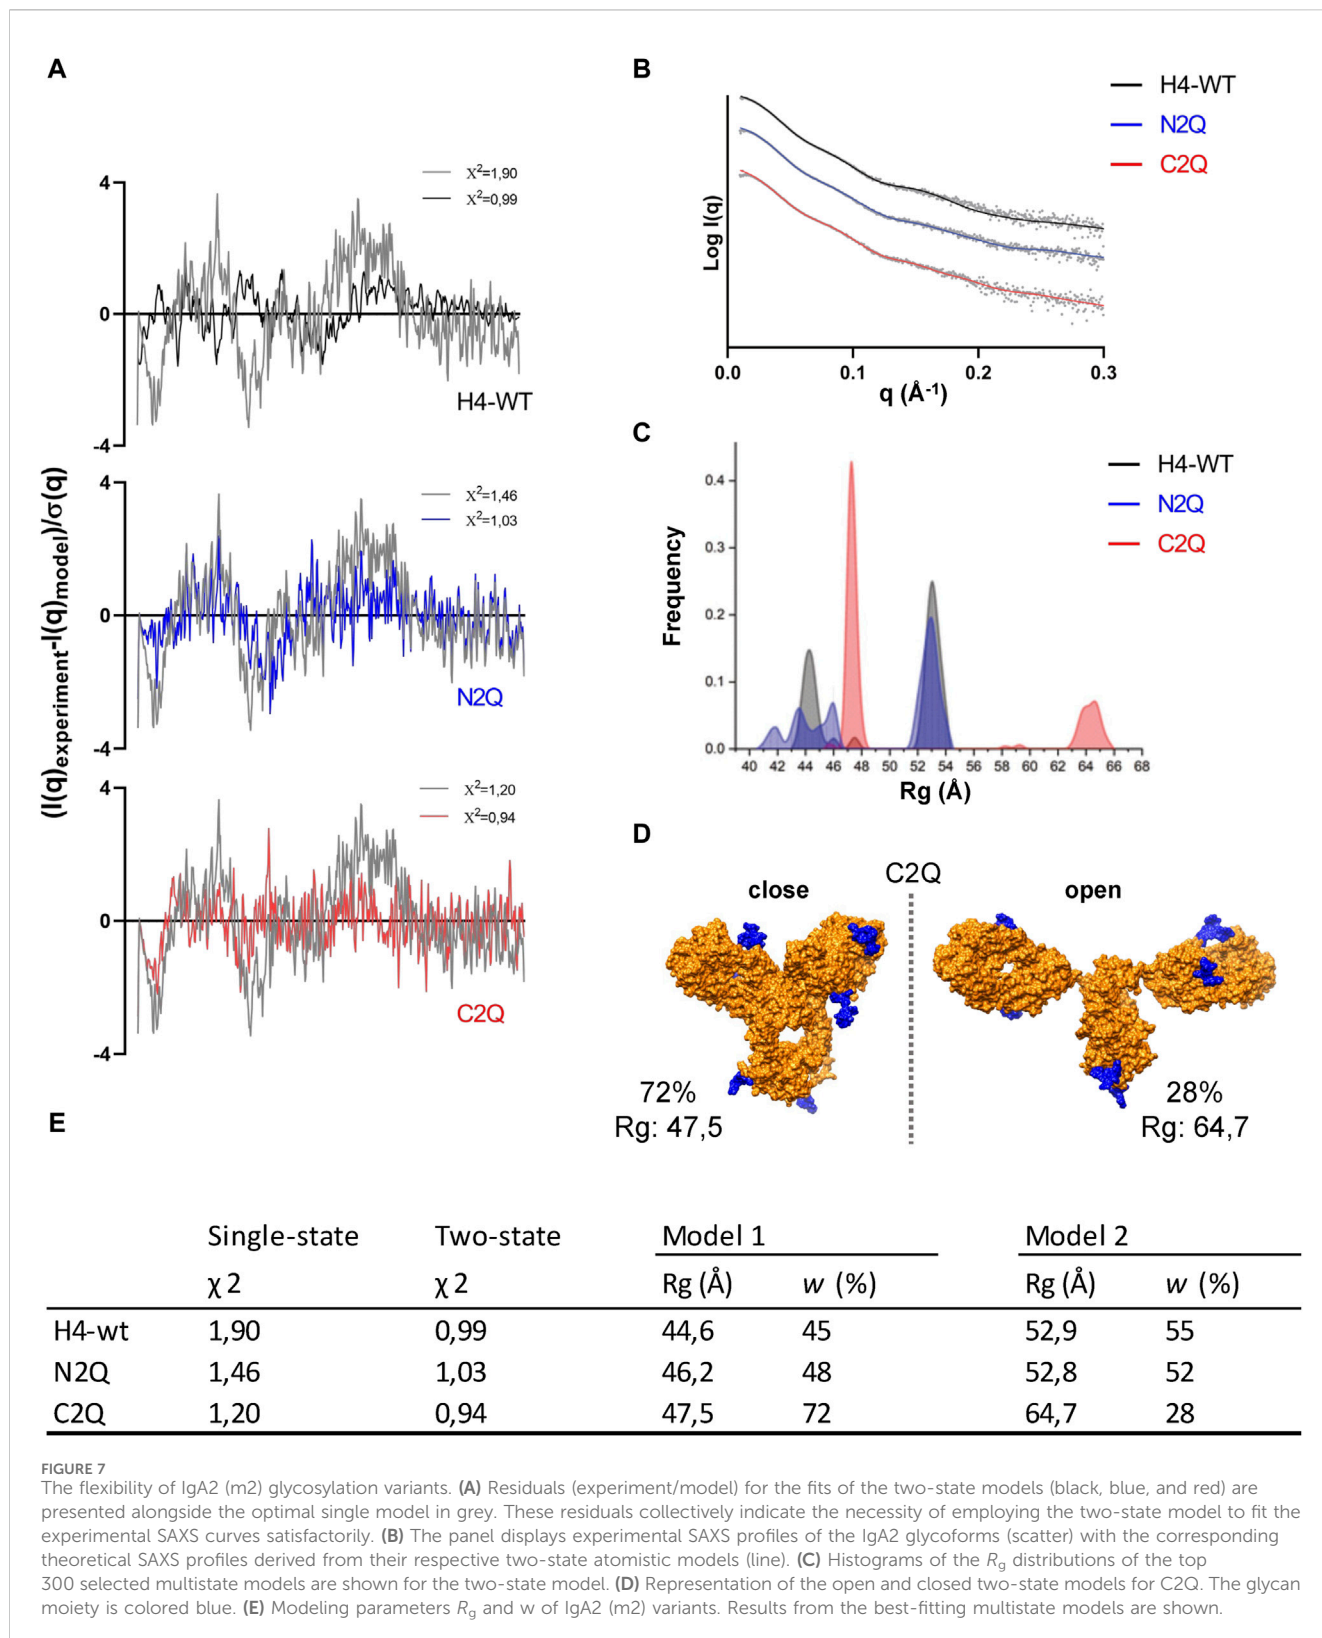 A
4
0
-4
X²=1,90
X²=0,99
H4-WT
4
0
-4
X²=1,46
X²=1,03
N2Q
4
0
-4
X²=1,20
X²=0,94
C2Q
(I(q)experiment-I(q)model)/σ(q)
B
H4-WT
N2Q
C2Q
Log I(q)
0.0 0.1 0.2 0.3
q (Å-1)
C
H4-WT
N2Q
C2Q
Frequency
0.4
0.3
0.2
0.1
0.0
40 42 44 46 48 50 52 54 56 58 60 62 64 66 68
Rg (Å)
D
C2Q
close open
72% 28%
Rg: 47,5 Rg: 64,7
E
Single-state Two-state Model 1 Model 2
χ 2 χ 2 Rg (Å) w (%) Rg (Å) w (%)
H4-wt 1,90 0,99 44,6 45 52,9 55
N2Q 1,46 1,03 46,2 48 52,8 52
C2Q 1,20 0,94 47,5 72 64,7 28
FIGURE 7
The flexibility of IgA2 (m2) glycosylation variants. (A) Residuals (experiment/model) for the fits of the two-state models (black, blue, and red) are
presented alongside the optimal single model in grey. These residuals collectively indicate the necessity of employing the two-state model to fit the
experimental SAXS curves satisfactorily. (B) The panel displays experimental SAXS profiles of the IgA2 glycoforms (scatter) with the corresponding
theoretical SAXS profiles derived from their respective two-state atomistic models (line). (C) Histograms of the Rg distributions of the top
300 selected multistate models are shown for the two-state model. (D) Representation of the open and closed two-state models for C2Q. The glycan
moiety is colored blue. (E) Modeling parameters Rg and w of IgA2 (m2) variants. Results from the best-fitting multistate models are shown.